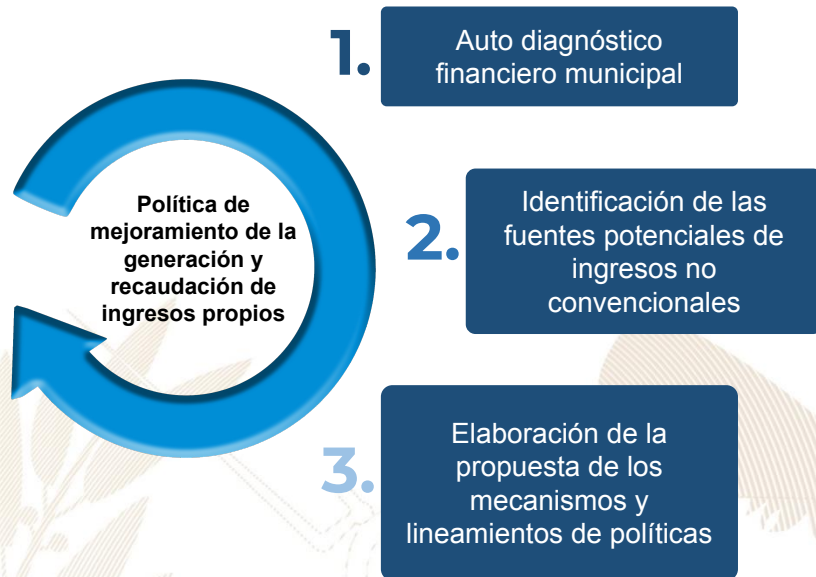 1.
Auto diagnóstico
financiero municipal
Política de
mejoramiento de la
generación y
recaudación de
ingresos propios
2.
Identificación de las
fuentes potenciales de
ingresos no
convencionales
3.
Elaboración de la
propuesta de los
mecanismos y
lineamientos de políticas